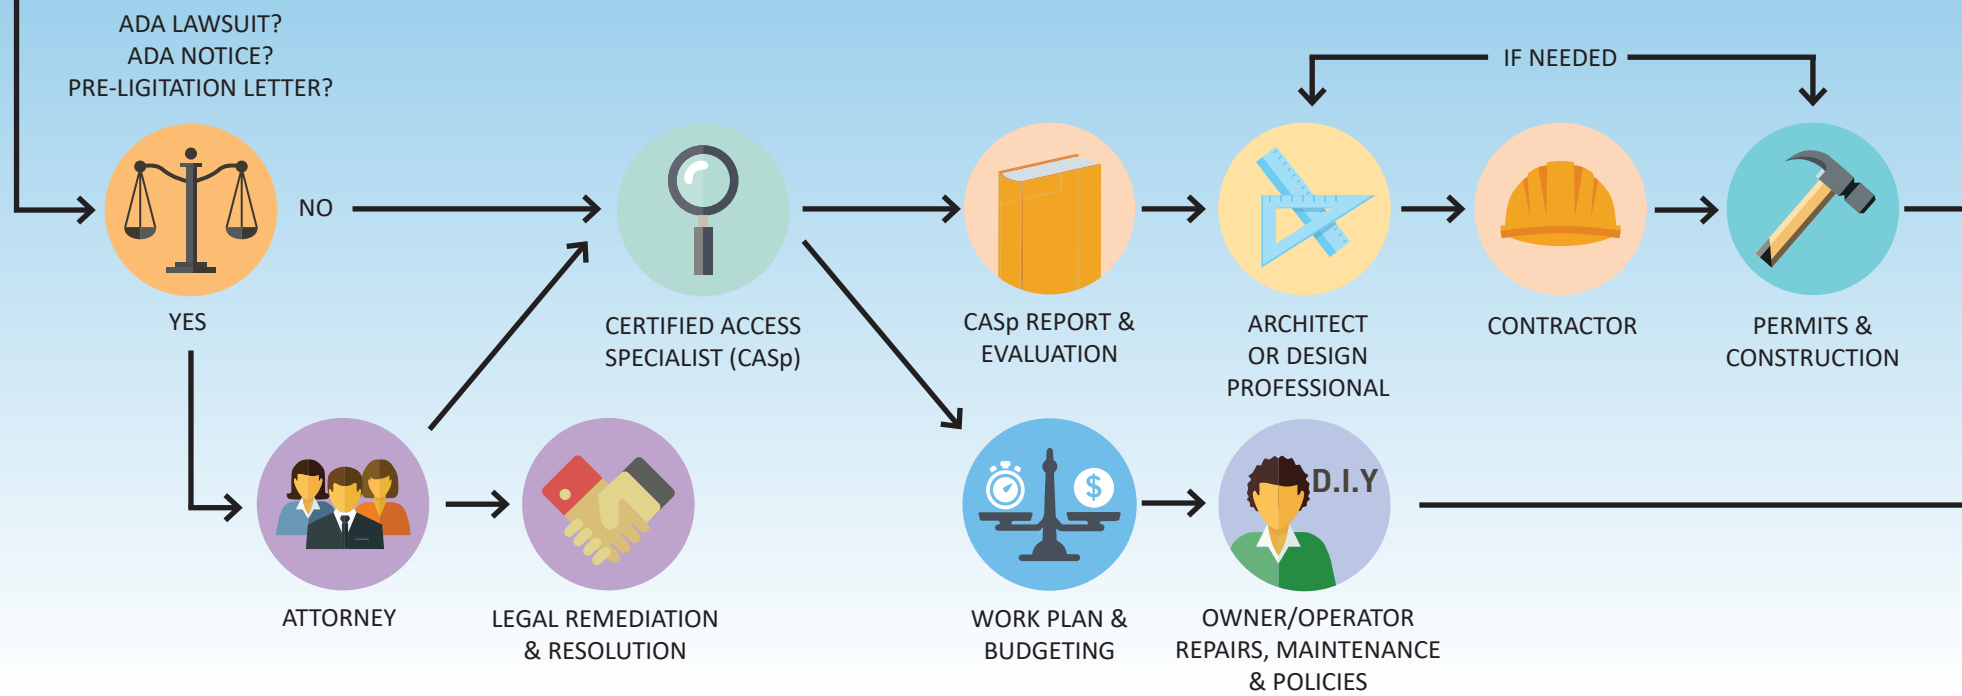 ADA LAWSUIT?
ADA NOTICE?
PRE-LIGITATION LETTER?
IF NEEDED
NO
YES
CERTIFIED ACCESS
SPECIALIST (CASp)
CASp REPORT &
EVALUATION
ARCHITECT
OR DESIGN
PROFESSIONAL
CONTRACTOR
PERMITS &
CONSTRUCTION
$
D.I.Y
ATTORNEY
LEGAL REMEDIATION
& RESOLUTION
WORK PLAN &
BUDGETING
OWNER/OPERATOR
REPAIRS, MAINTENANCE
& POLICIES